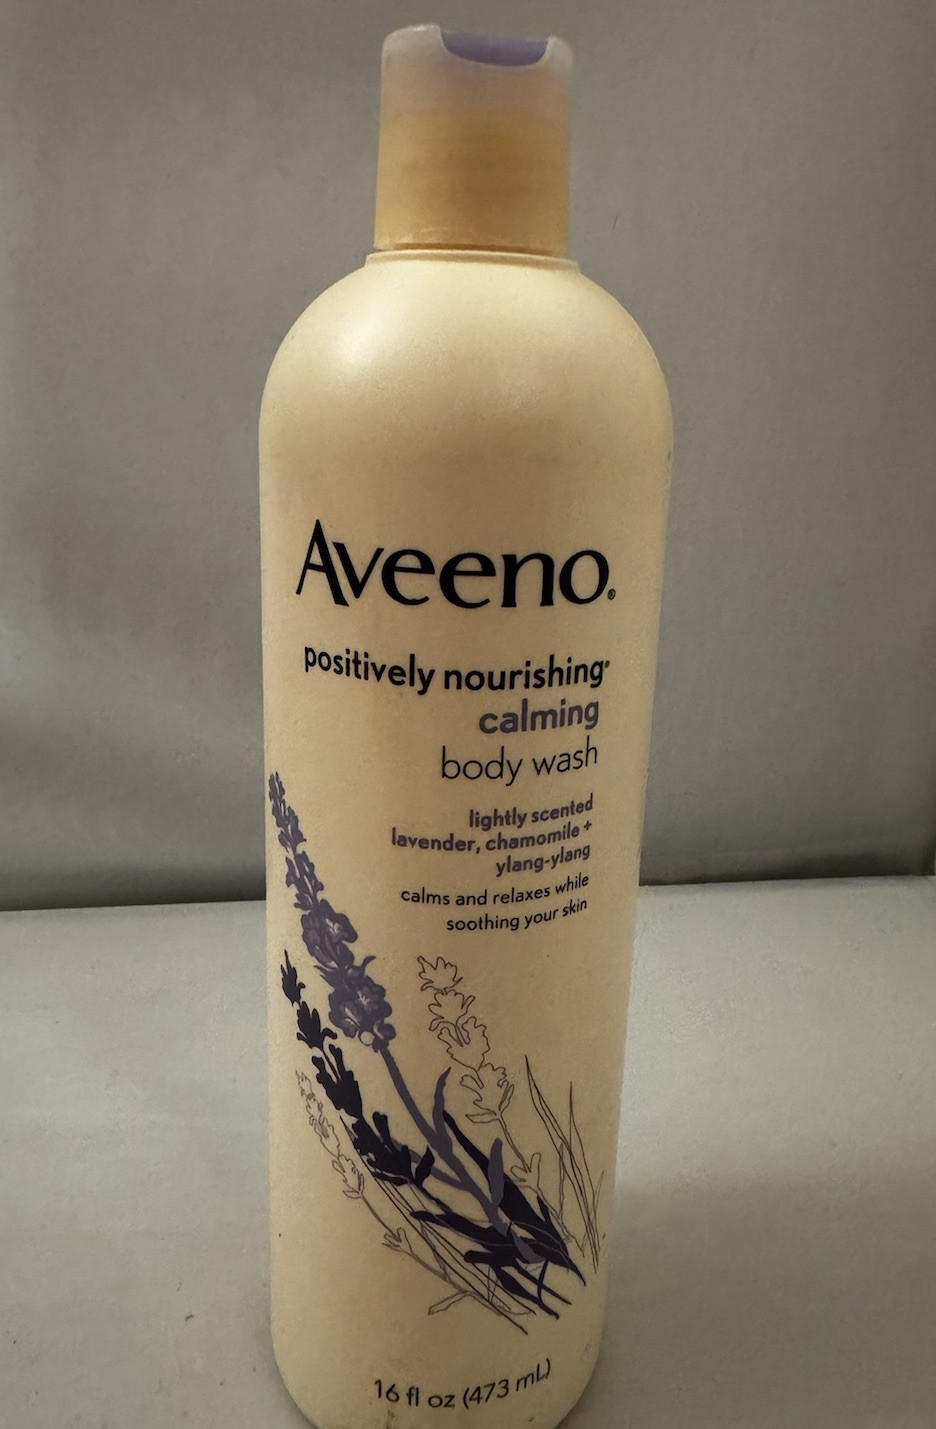 Aveeno®
positively nourishing®
calming
body wash
lightly scented
lavender, chamomile +
ylang-ylang
calms and relaxes while
soothing your skin
16 fl oz (473 mL)